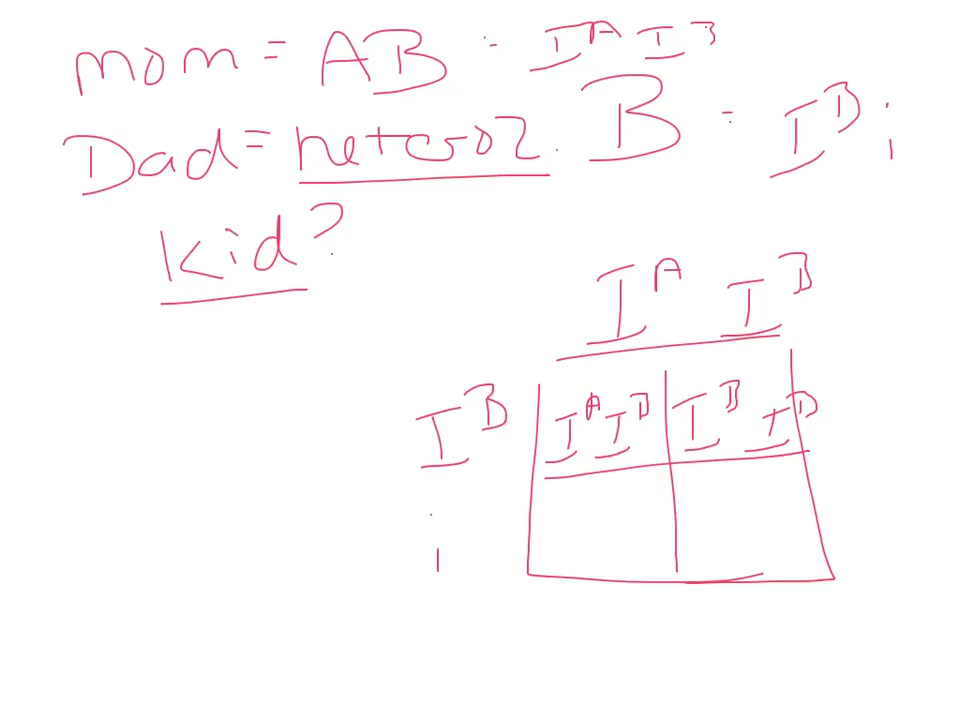 mom = AB - I^A I^B
Dad = heteroz. B = I^B i
kid?
I^A I^B
I^B I^A I^B I^B I^B
i